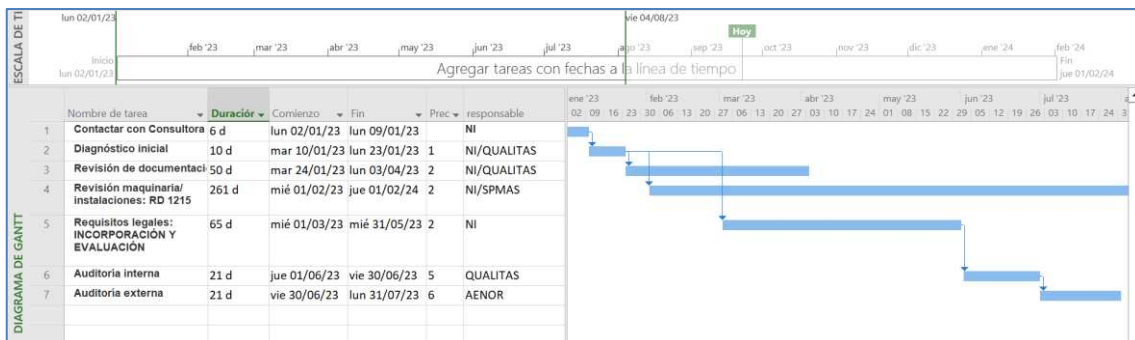 ESCALA DE TI
lun 02/01/23
vie 04/08/23
Hoy
feb '23 mar '23 abr '23 may '23 jun '23 jul '23 ago '23 sep '23 oct '23 nov '23 dic '23 ene '24 feb '24
Inicio
lun 02/01/23
Agregar tareas con fechas a la línea de tiempo
Fin
jue 01/02/24
DIAGRAMA DE GANTT
Nombre de tarea Duración Comienzo Fin Prec responsable
ene '23 feb '23 mar '23 abr '23 may '23 jun '23 jul '23
02 09 16 23 30 06 13 20 27 06 13 20 27 03 10 17 24 01 08 15 22 29 05 12 19 26 03 10 17 24 3
1 Contactar con Consultora 6 d lun 02/01/23 lun 09/01/23 NI
2 Diagnóstico inicial 10 d mar 10/01/23 lun 23/01/23 1 NI/QUALITAS
3 Revisión de documentaci 50 d mar 24/01/23 lun 03/04/23 2 NI/QUALITAS
4 Revisión maquinaria/ 261 d mié 01/02/23 jue 01/02/24 2 NI/SPMAS
instalaciones: RD 1215
5 Requisitos legales: 65 d mié 01/03/23 mié 31/05/23 2 NI
INCORPORACIÓN Y
EVALUACIÓN
6 Auditoría interna 21 d jue 01/06/23 vie 30/06/23 5 QUALITAS
7 Auditoría externa 21 d vie 30/06/23 lun 31/07/23 6 AENOR